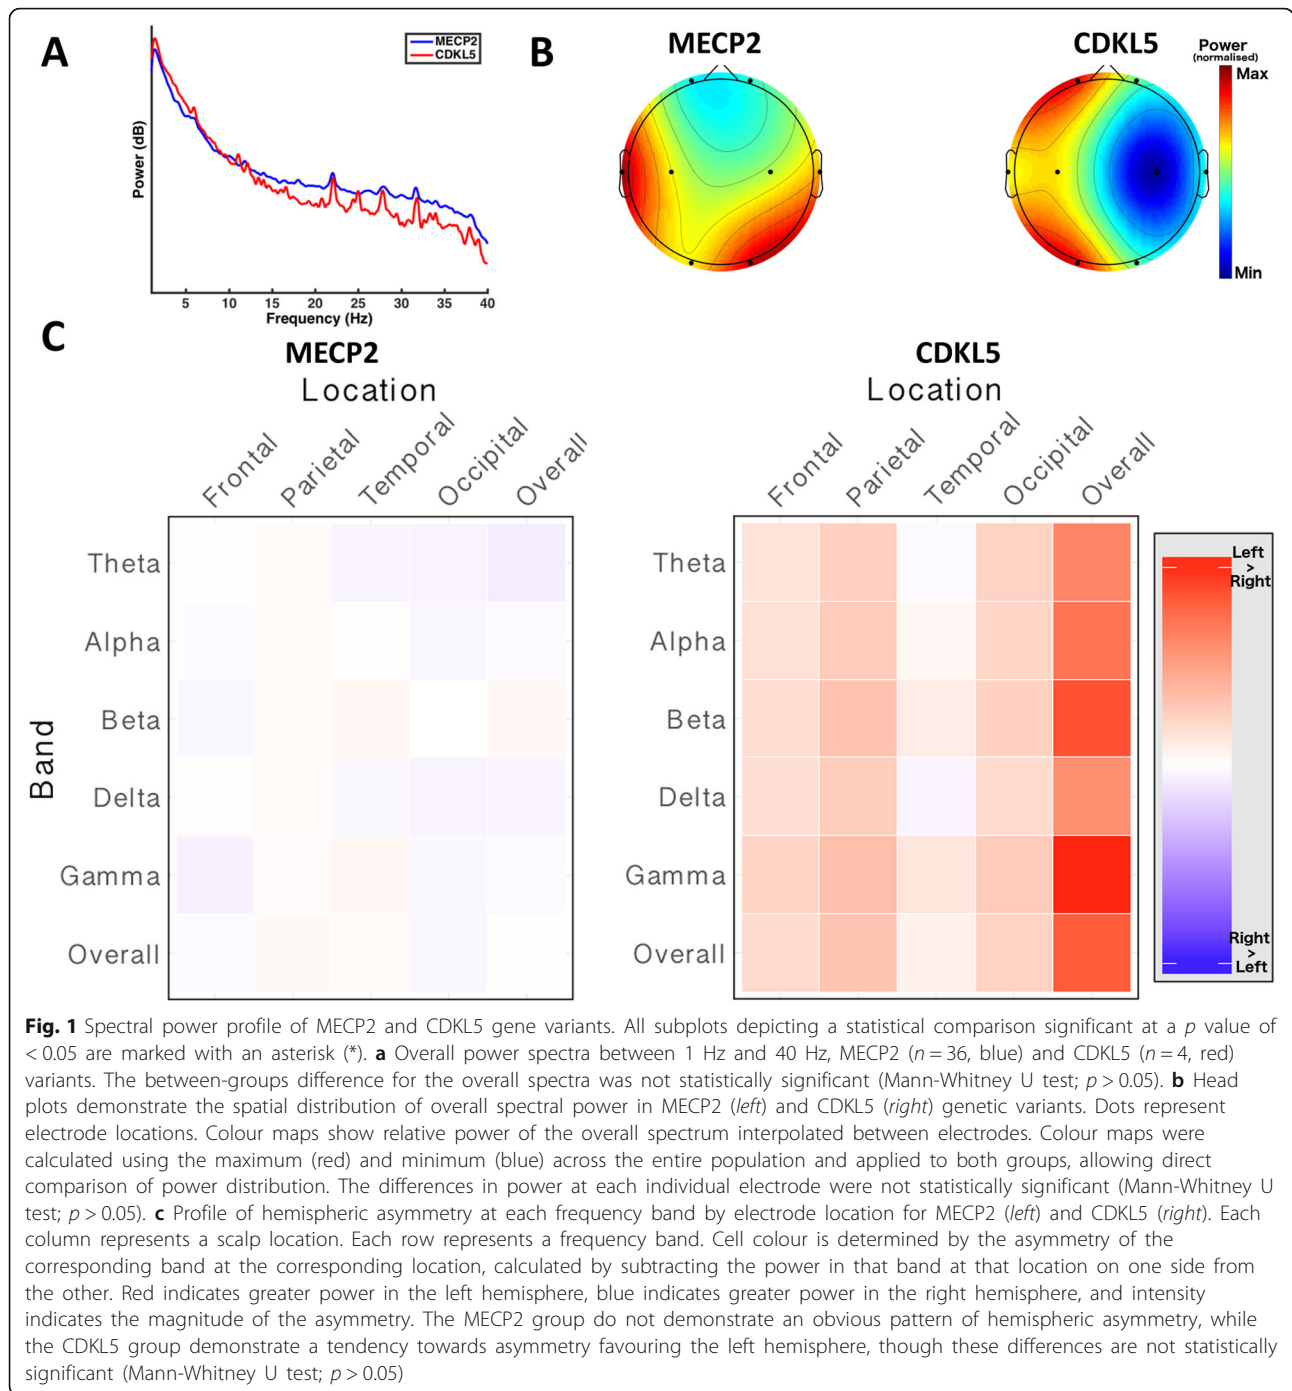 A
MECP2
CDKL5
Power (dB)
5 10 15 20 25 30 35 40
Frequency (Hz)
B
MECP2
CDKL5
Power
(normalised)
Max
Min
C
MECP2
Location
Frontal
Parietal
Temporal
Occipital
Overall
Band
Theta
Alpha
Beta
Delta
Gamma
Overall
CDKL5
Location
Frontal
Parietal
Temporal
Occipital
Overall
Theta
Alpha
Beta
Delta
Gamma
Overall
Left
>
Right
Right
>
Left
Fig. 1 Spectral power profile of MECP2 and CDKL5 gene variants. All subplots depicting a statistical comparison significant at a p value of
< 0.05 are marked with an asterisk (*). a Overall power spectra between 1 Hz and 40 Hz, MECP2 (n = 36, blue) and CDKL5 (n = 4, red)
variants. The between-groups difference for the overall spectra was not statistically significant (Mann-Whitney U test; p > 0.05). b Head
plots demonstrate the spatial distribution of overall spectral power in MECP2 (left) and CDKL5 (right) genetic variants. Dots represent
electrode locations. Colour maps show relative power of the overall spectrum interpolated between electrodes. Colour maps were
calculated using the maximum (red) and minimum (blue) across the entire population and applied to both groups, allowing direct
comparison of power distribution. The differences in power at each individual electrode were not statistically significant (Mann-Whitney U
test; p > 0.05). c Profile of hemispheric asymmetry at each frequency band by electrode location for MECP2 (left) and CDKL5 (right). Each
column represents a scalp location. Each row represents a frequency band. Cell colour is determined by the asymmetry of the
corresponding band at the corresponding location, calculated by subtracting the power in that band at that location on one side from
the other. Red indicates greater power in the left hemisphere, blue indicates greater power in the right hemisphere, and intensity
indicates the magnitude of the asymmetry. The MECP2 group do not demonstrate an obvious pattern of hemispheric asymmetry, while
the CDKL5 group demonstrate a tendency towards asymmetry favouring the left hemisphere, though these differences are not statistically
significant (Mann-Whitney U test; p > 0.05)